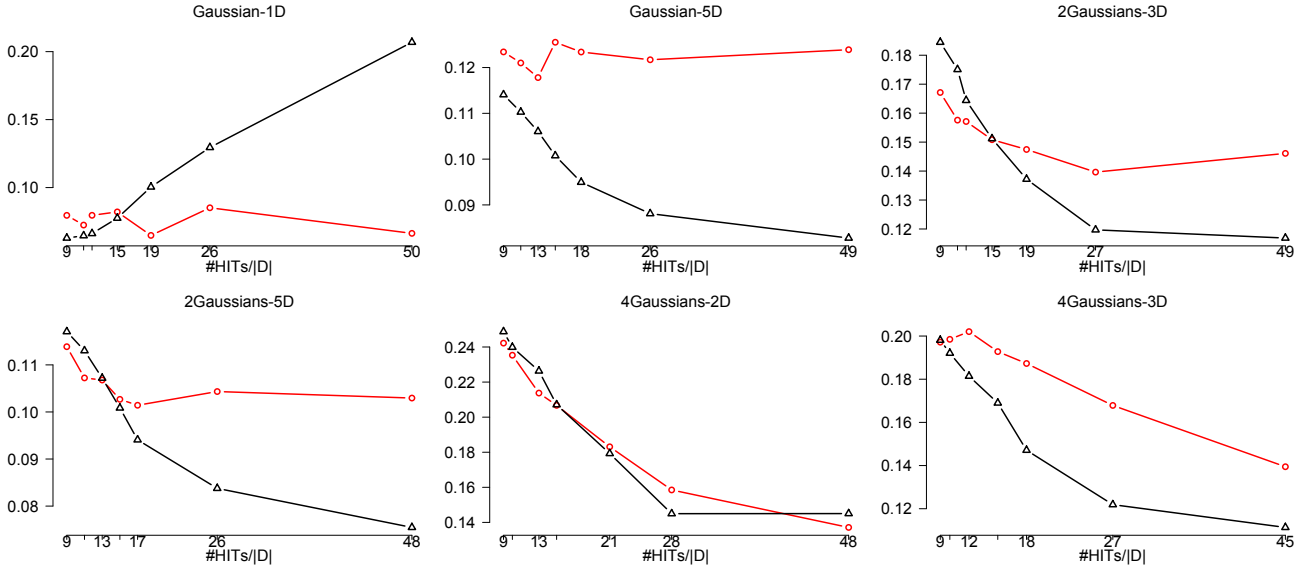 Gaussian-1D
0.20
0.15
0.10
9 15 19 26 50
#HITs/|D|
Gaussian-5D
0.12
0.11
0.10
0.09
9 13 18 26 49
#HITs/|D|
2Gaussians-3D
0.18
0.17
0.16
0.15
0.14
0.13
0.12
9 15 19 27 49
#HITs/|D|
2Gaussians-5D
0.11
0.10
0.09
0.08
9 13 17 26 48
#HITs/|D|
4Gaussians-2D
0.24
0.22
0.20
0.18
0.16
0.14
9 13 21 28 48
#HITs/|D|
4Gaussians-3D
0.20
0.18
0.16
0.14
0.12
9 12 18 27 45
#HITs/|D|